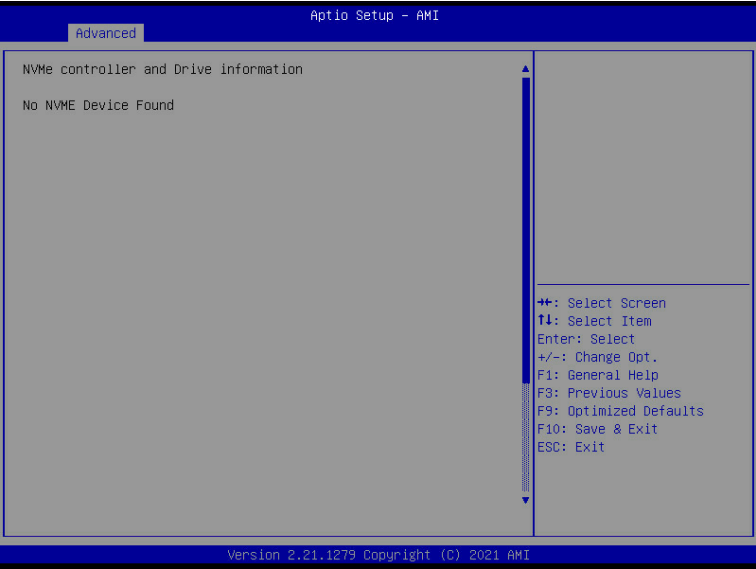 Aptio Setup – AMI
Advanced
NVMe controller and Drive information
No NVME Device Found
→←: Select Screen
↑↓: Select Item
Enter: Select
+/-: Change Opt.
F1: General Help
F3: Previous Values
F9: Optimized Defaults
F10: Save & Exit
ESC: Exit
Version 2.21.1279 Copyright (C) 2021 AMI